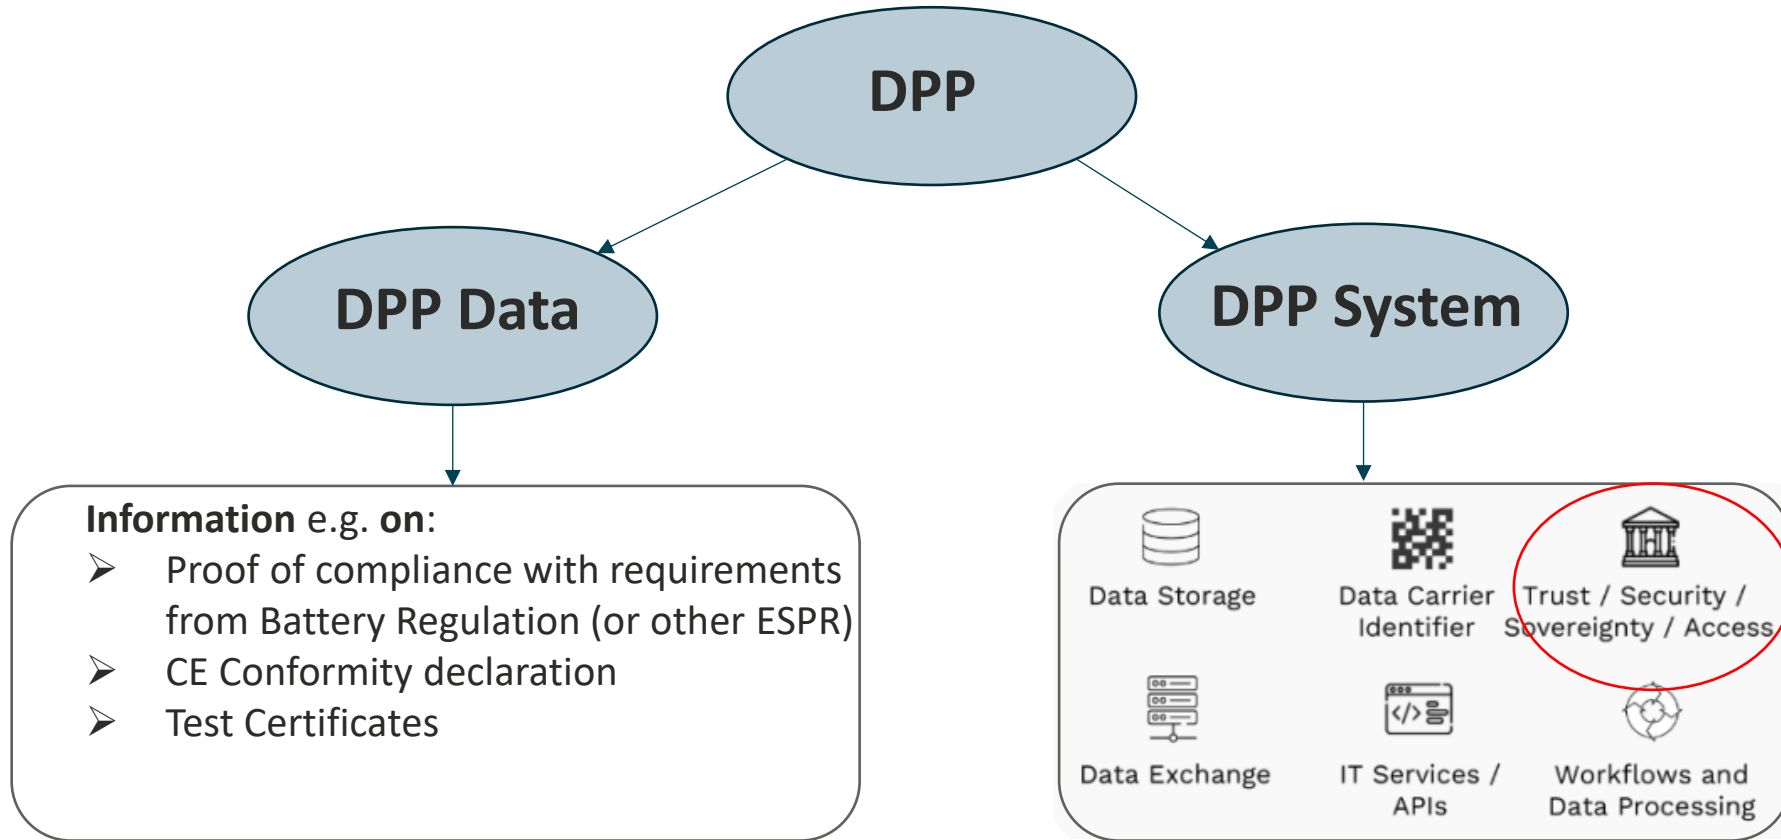 DPP
DPP Data
DPP System
Information e.g. on:
➢ Proof of compliance with requirements
from Battery Regulation (or other ESPR)
➢ CE Conformity declaration
➢ Test Certificates
Data Storage
Data Carrier
Identifier
Trust / Security /
Sovereignty / Access
Data Exchange
IT Services /
APIs
Workflows and
Data Processing